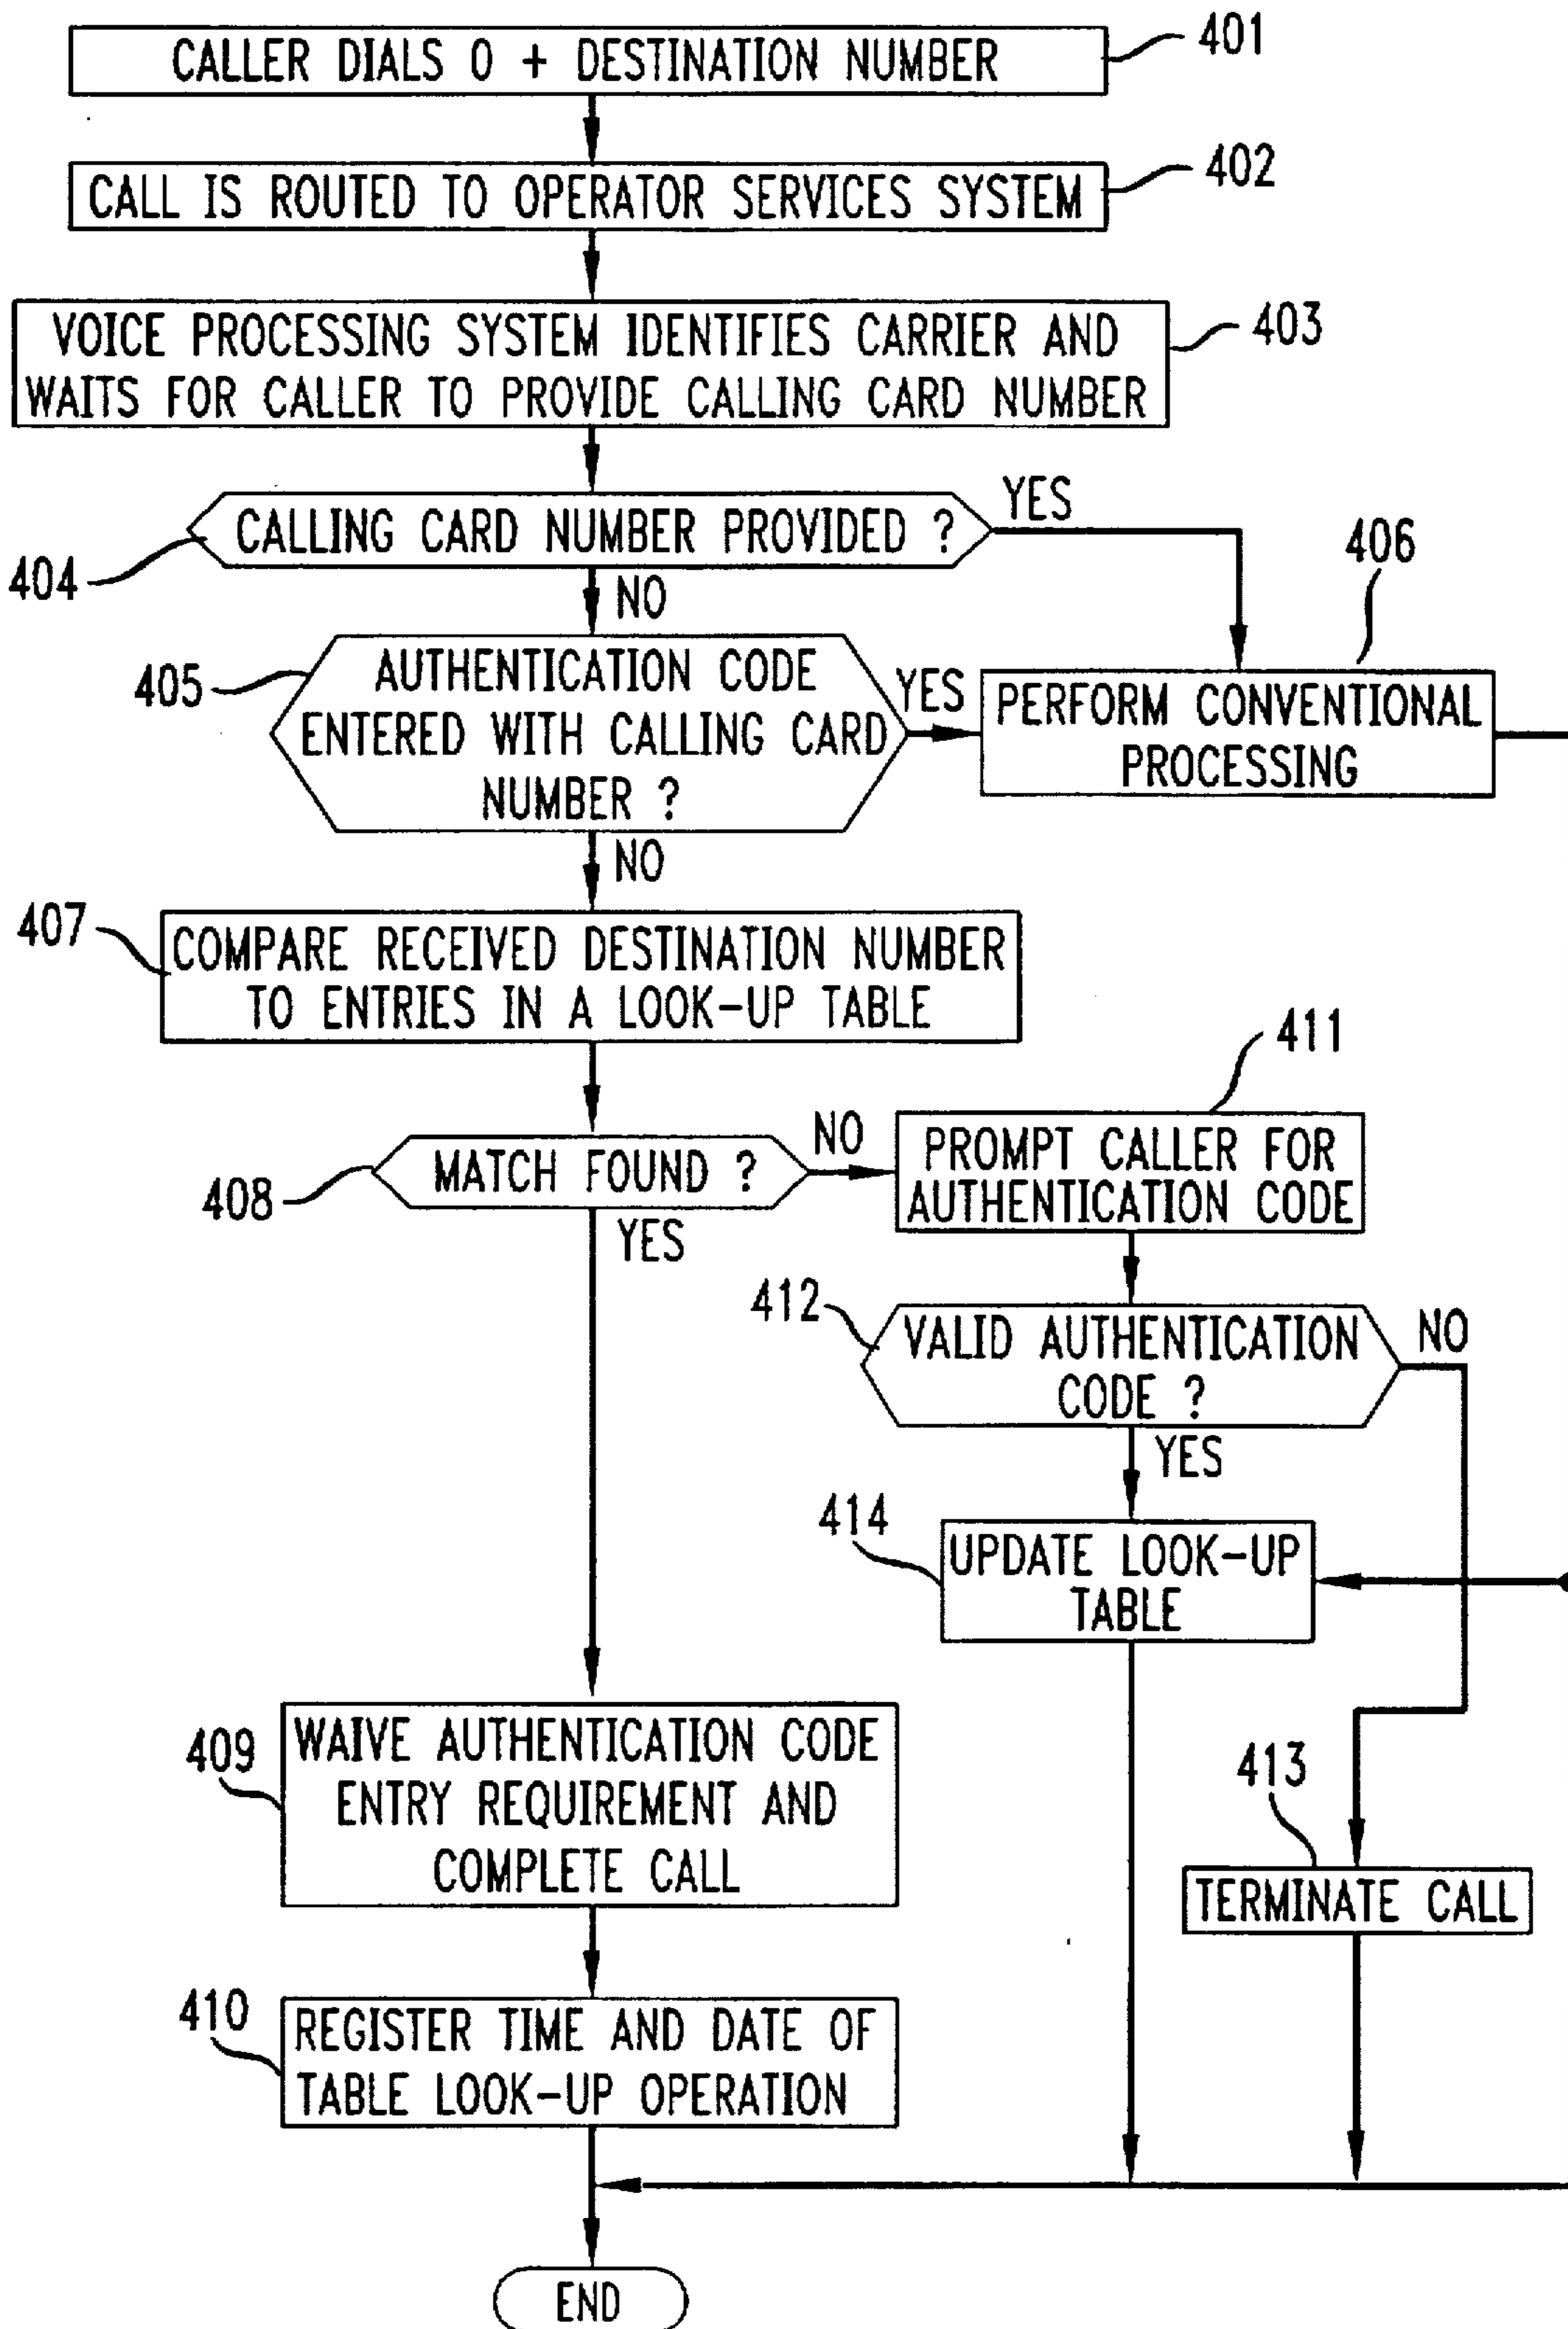 CALLER DIALS 0 + DESTINATION NUMBER
401
CALL IS ROUTED TO OPERATOR SERVICES SYSTEM
402
VOICE PROCESSING SYSTEM IDENTIFIES CARRIER AND
WAITS FOR CALLER TO PROVIDE CALLING CARD NUMBER
403
CALLING CARD NUMBER PROVIDED ?
YES
404
NO
406
405
AUTHENTICATION CODE
ENTERED WITH CALLING CARD
NUMBER ?
YES
PERFORM CONVENTIONAL
PROCESSING
NO
407
COMPARE RECEIVED DESTINATION NUMBER
TO ENTRIES IN A LOOK-UP TABLE
411
408
MATCH FOUND ?
NO
PROMPT CALLER FOR
AUTHENTICATION CODE
YES
412
VALID AUTHENTICATION
CODE ?
NO
YES
414
UPDATE LOOK-UP
TABLE
409
WAIVE AUTHENTICATION CODE
ENTRY REQUIREMENT AND
COMPLETE CALL
413
TERMINATE CALL
410
REGISTER TIME AND DATE OF
TABLE LOOK-UP OPERATION
END